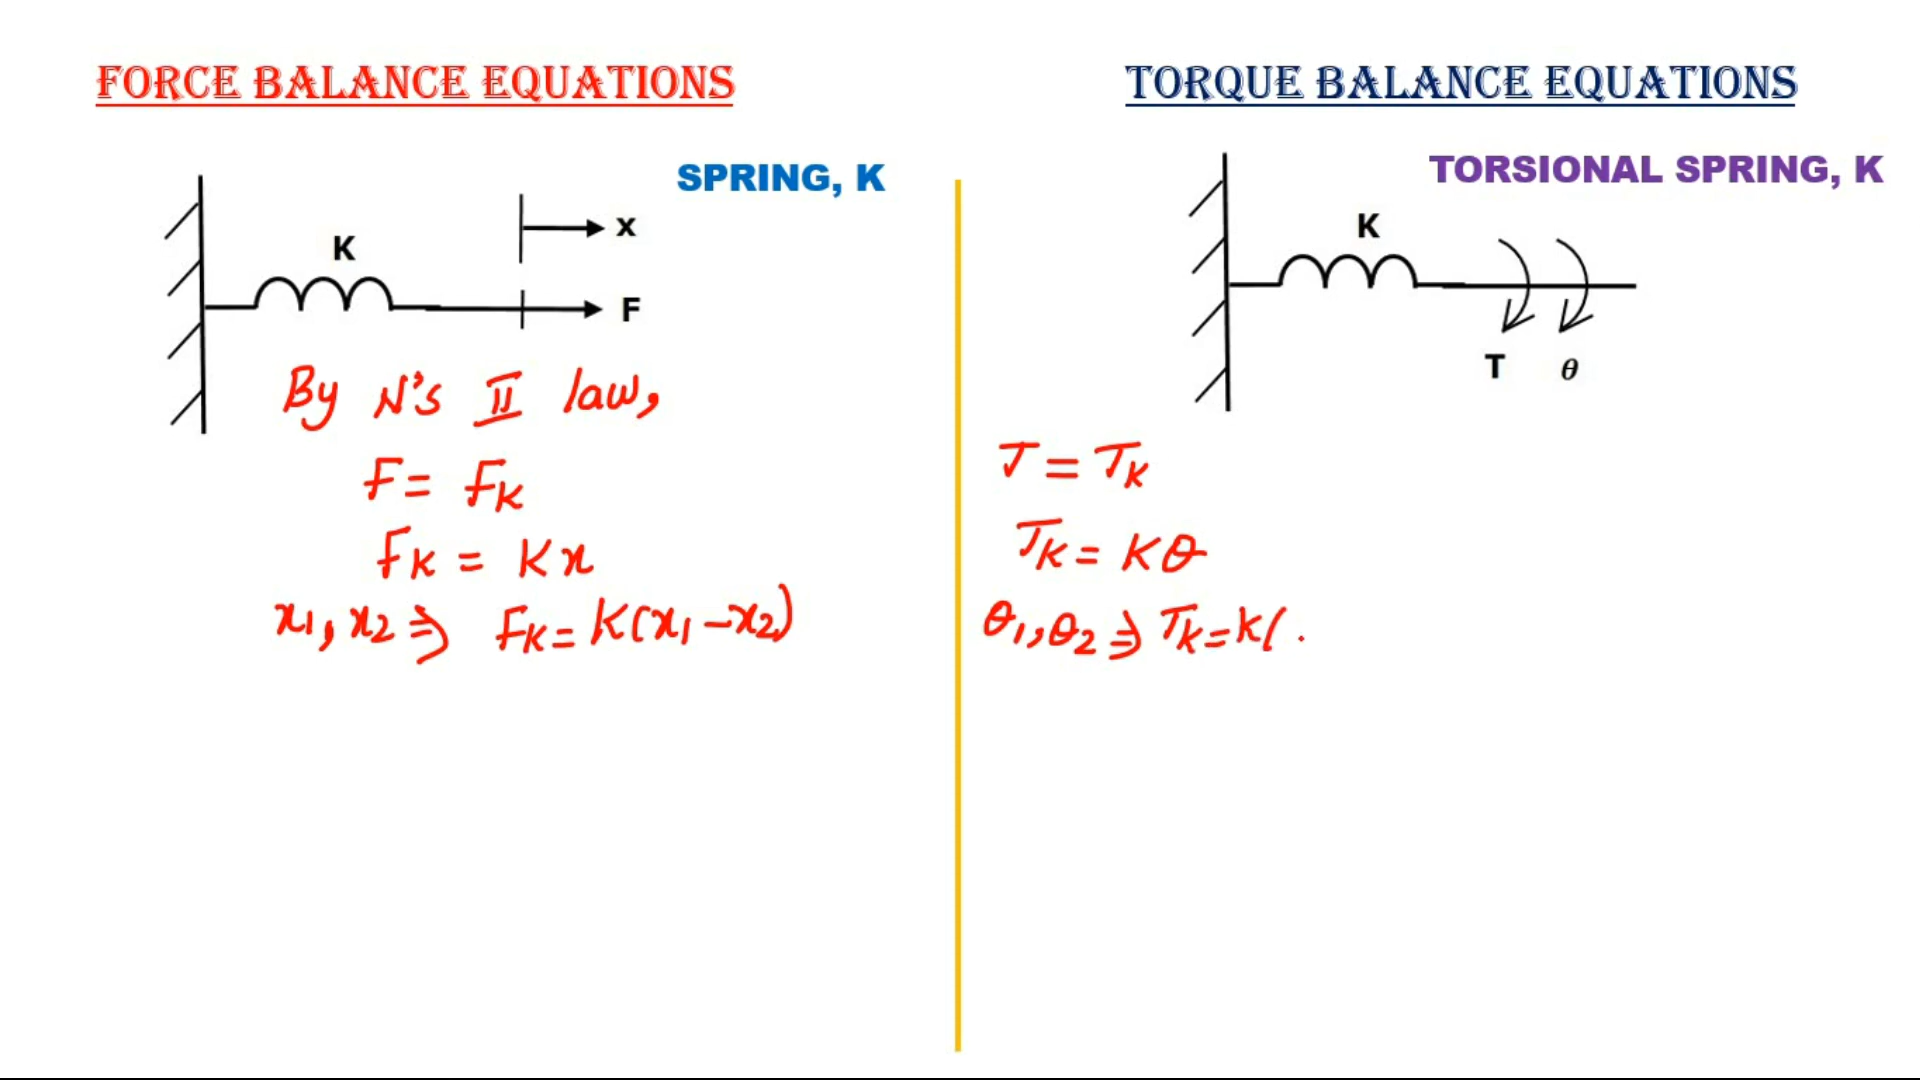 FORCE BALANCE EQUATIONS
SPRING, K
K
x
F
By N's II law,
F = FK
FK = Kx
x1, x2 ⇒ FK = K(x1 - x2)
TORQUE BALANCE EQUATIONS
TORSIONAL SPRING, K
K
T θ
T = TK
TK = Kθ
θ1, θ2 ⇒ TK = K( .